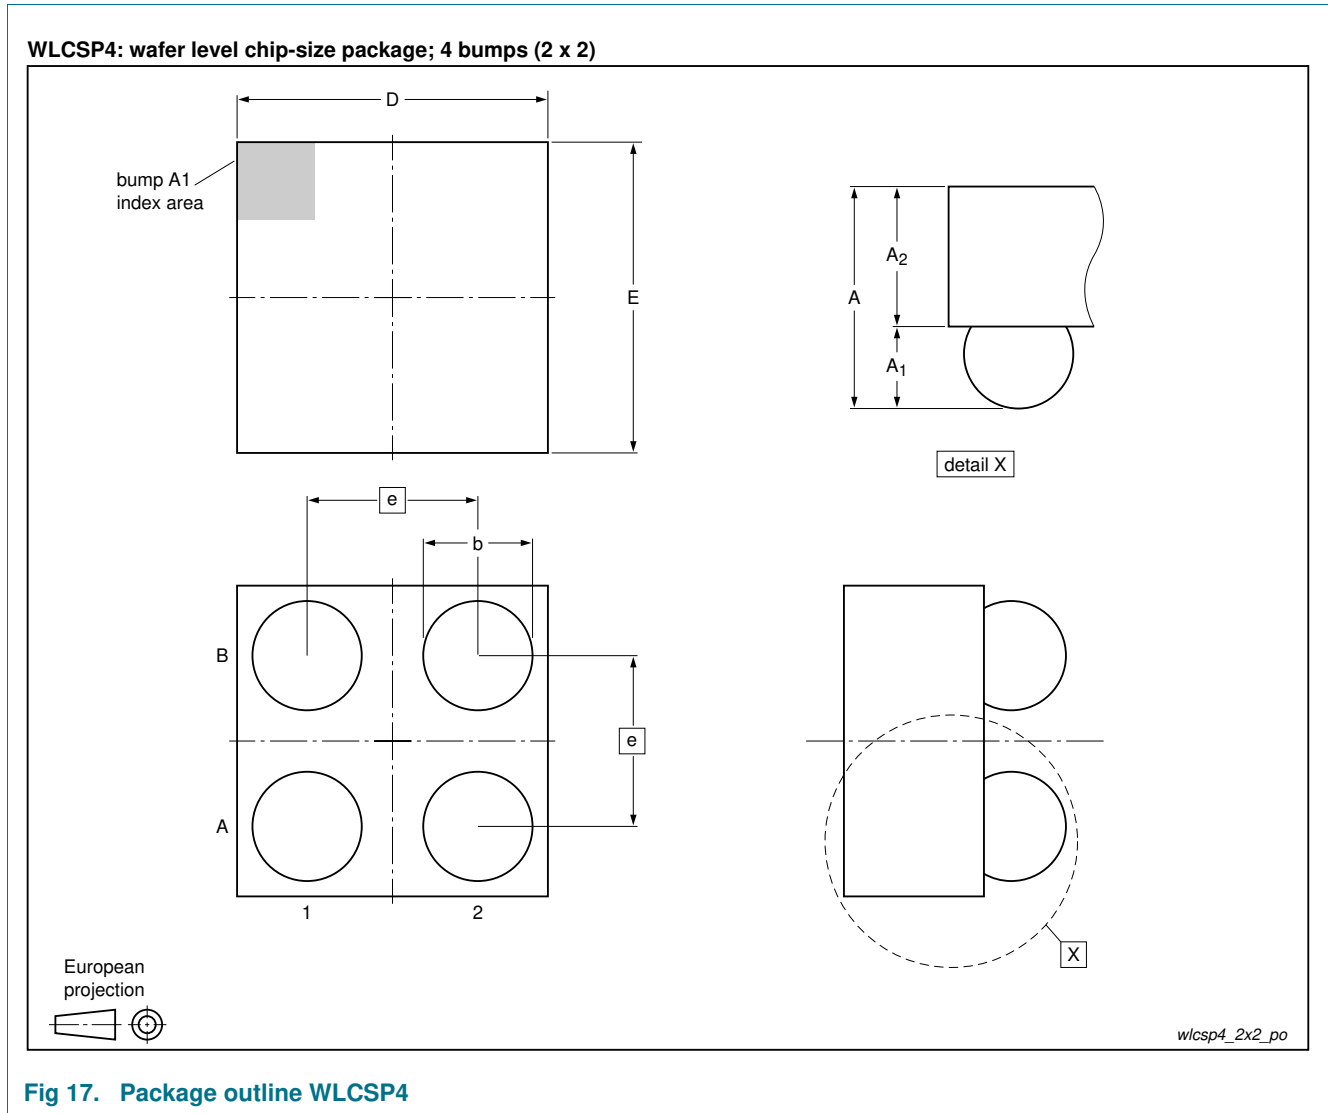 WLCSP4: wafer level chip-size package; 4 bumps (2 x 2)
D
bump A1
index area
E
A
A2
A1
detail X
e
b
B
e
A
1
2
X
European
projection
wlcsp4_2x2_po
Fig 17. Package outline WLCSP4